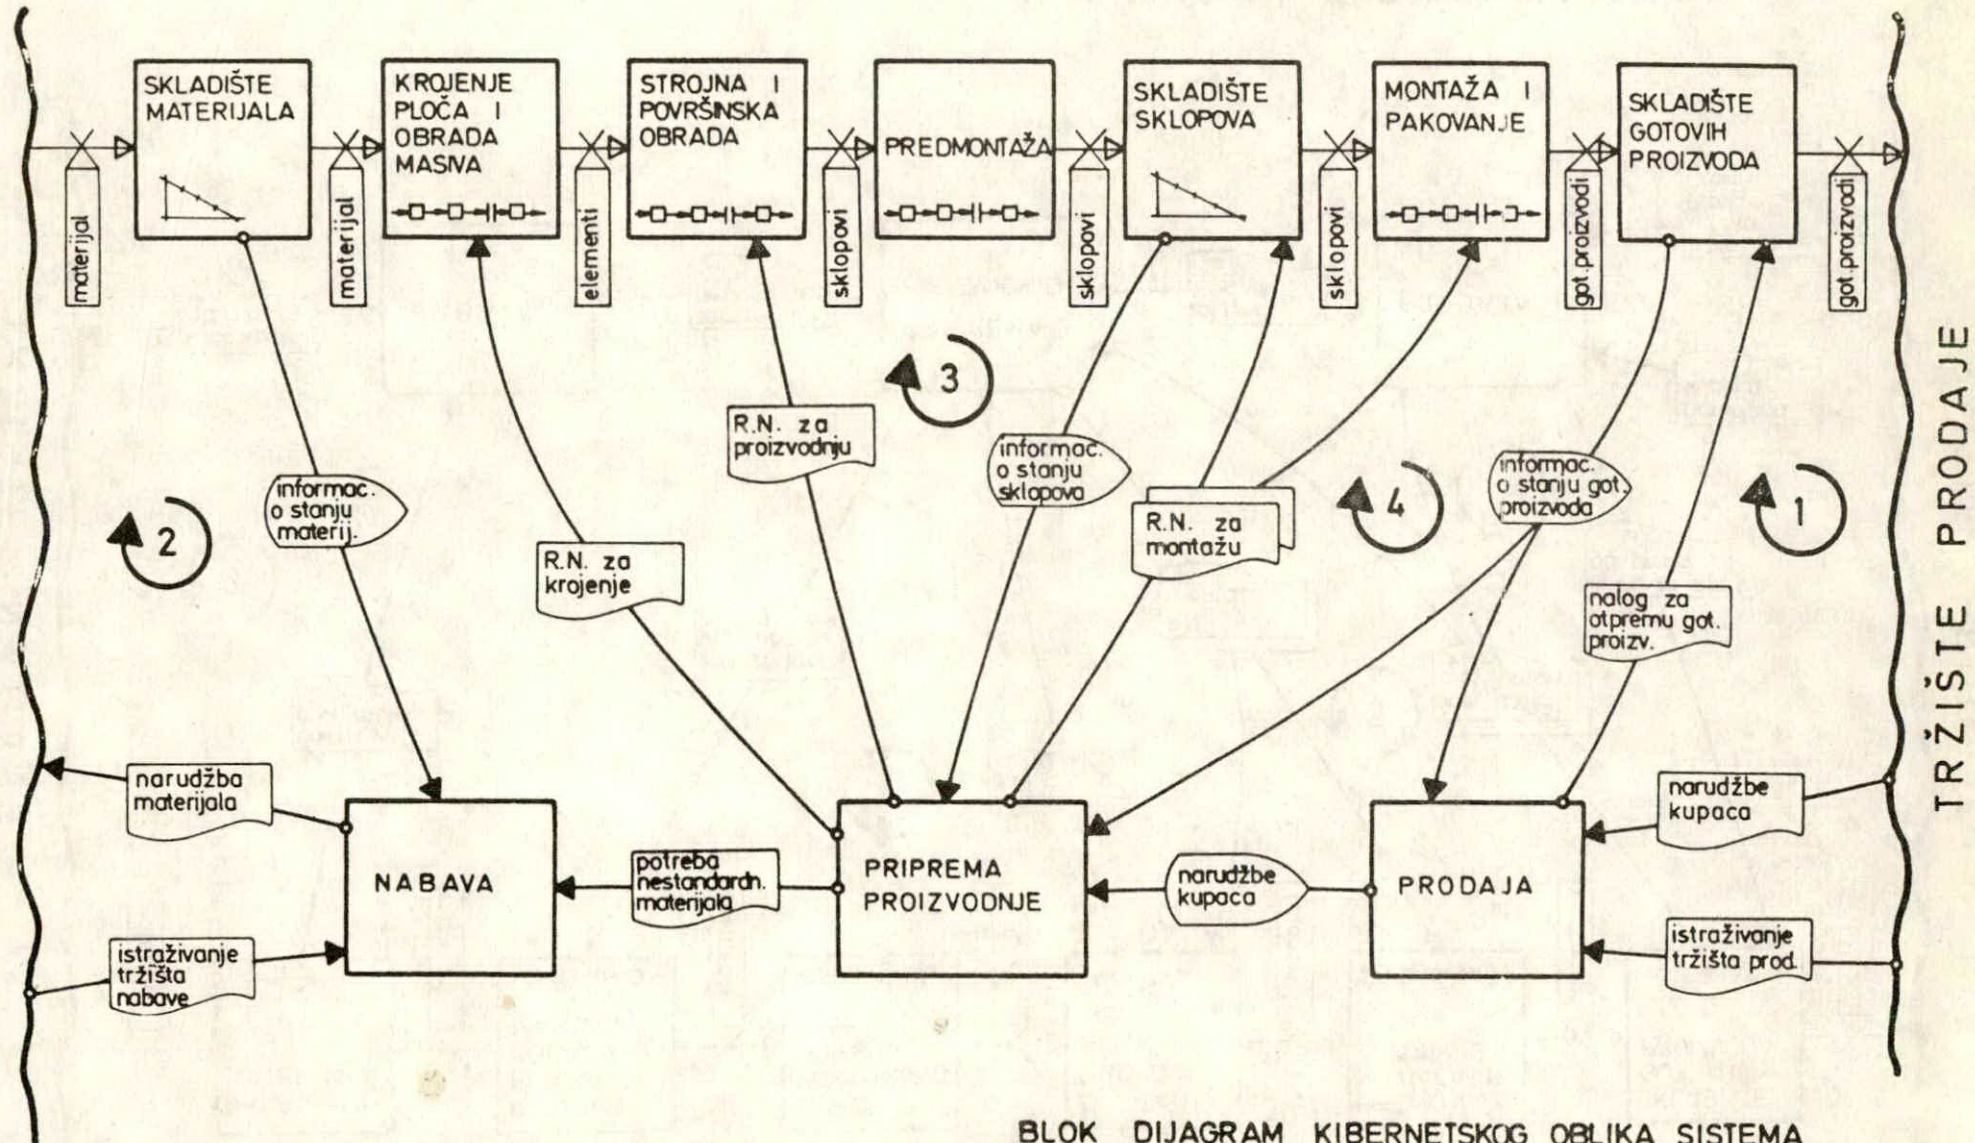 SKLADIŠTE
MATERIJALA
KROJENJE
PLOČA I
OBRADA
MASIVA
STROJNA I
POVRŠINSKA
OBRADA
PREDMONTAŽA
SKLADIŠTE
SKLOPOVA
MONTAŽA I
PAKOVANJE
SKLADIŠTE
GOTOVIH
PROIZVODA
materijal
materijal
elementi
sklopovi
sklopovi
sklopovi
got.proizvodi
got.proizvodi
3
R.N. za
proizvodnju
informac.
o stanju
sklopova
informac.
o stanju got.
proizvoda
informac.
o stanju
materij.
2
4
1
R.N. za
montažu
R.N. za
krojenje
nalog za
otpremu got.
proizv.
TRŽIŠTE PRODAJE
narudžba
materijala
narudžbe
kupaca
NABAVA
potreba
nestandardn.
materijala
PRIPREMA
PROIZVODNJE
narudžbe
kupaca
PRODAJA
istraživanje
tržišta
nabave
istraživanje
tržišta prod.
BLOK DIJAGRAM KIBERNETSKOG OBLIKA SISTEMA